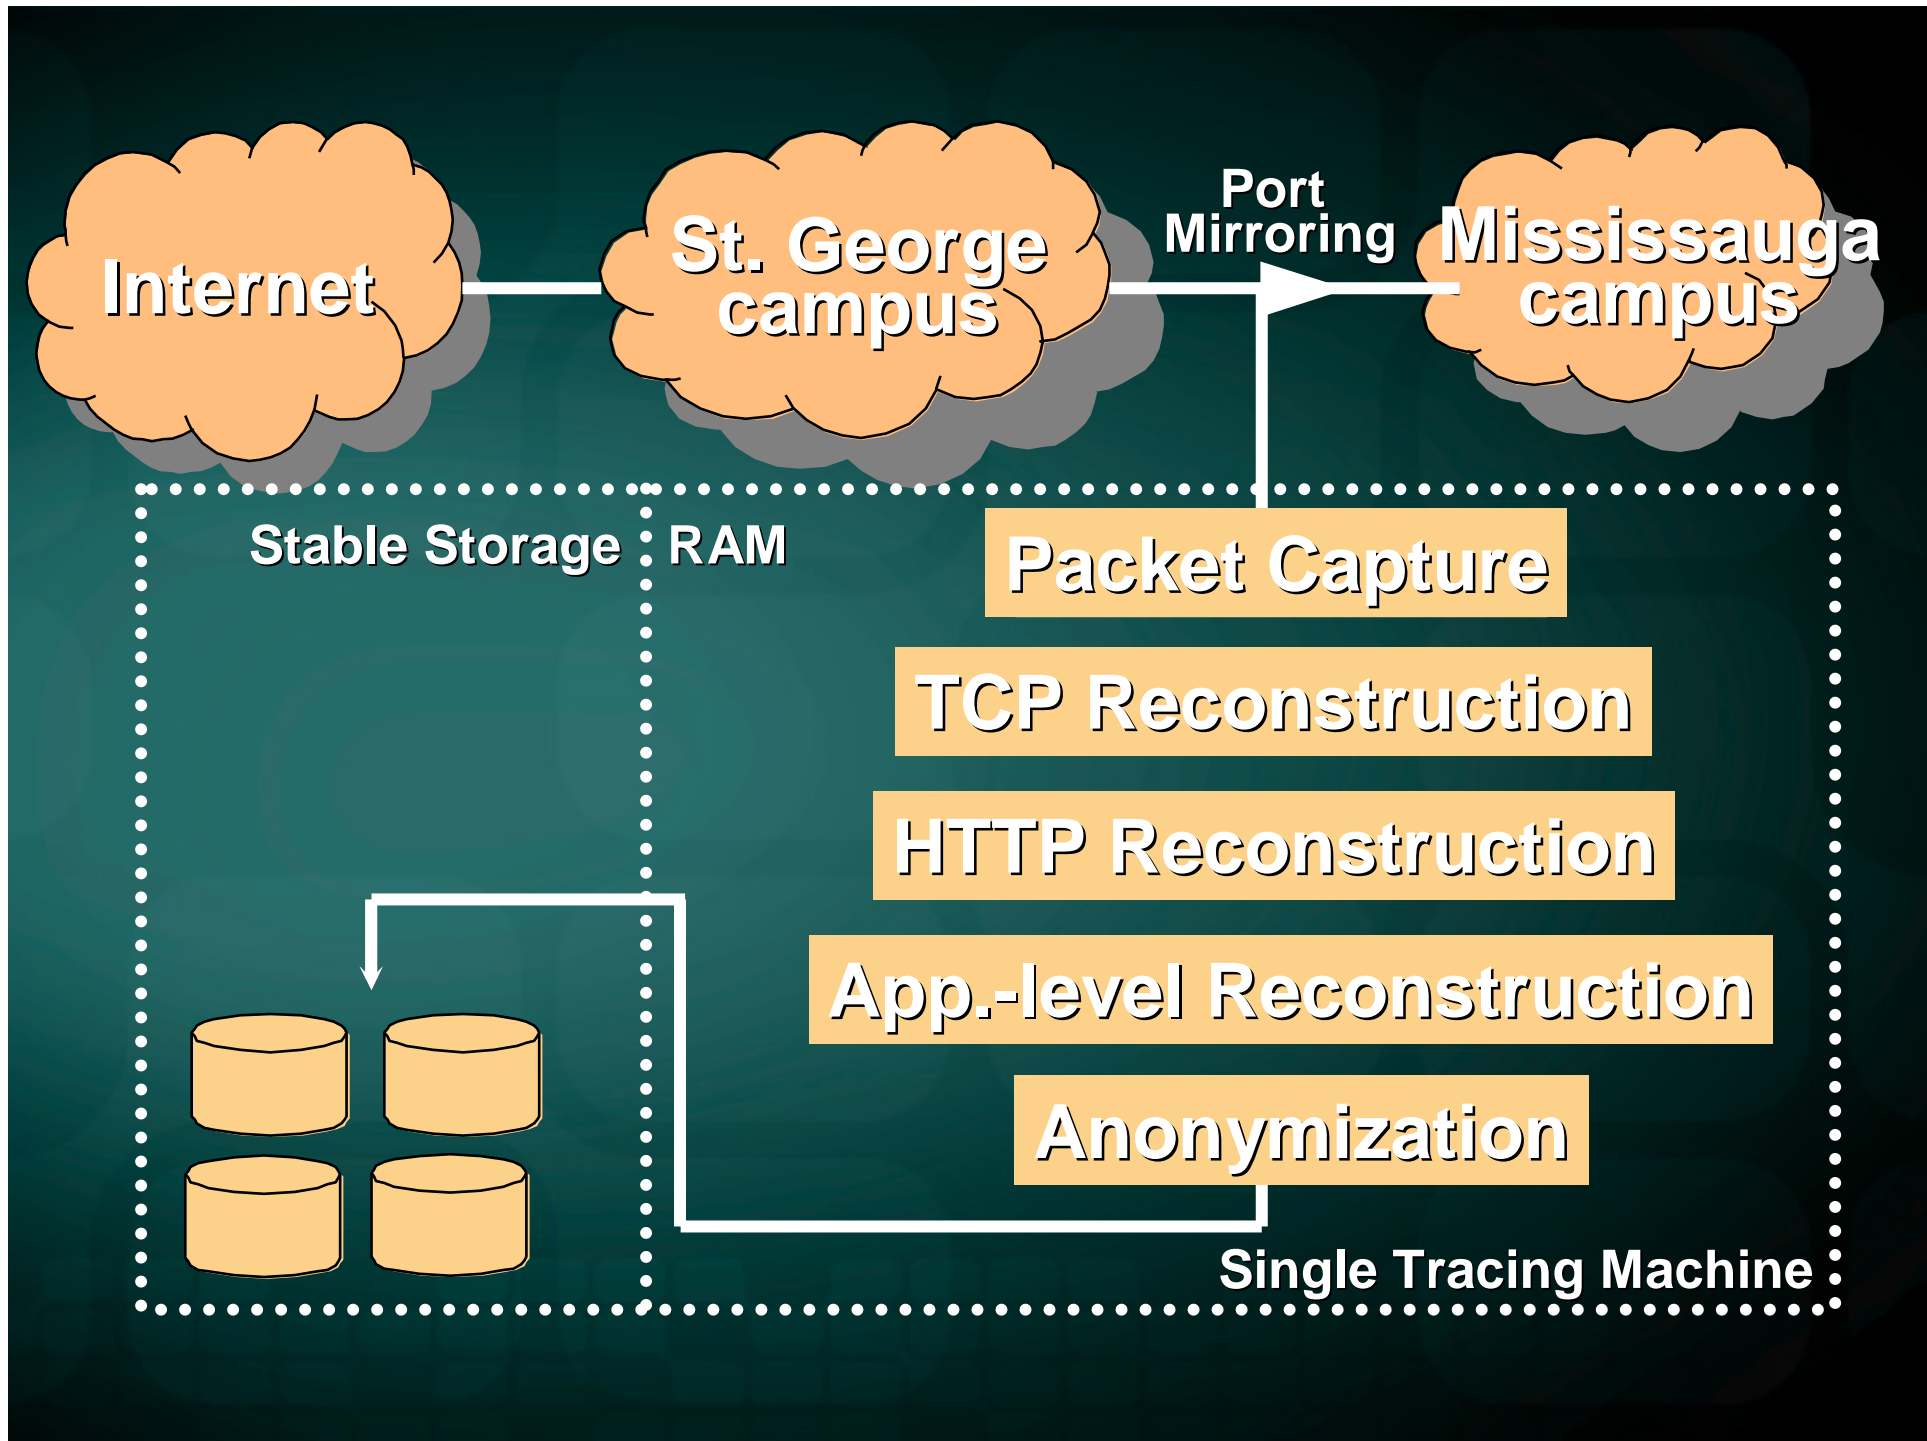 Internet
St. George
campus
Port
Mirroring
Mississauga
campus
Stable Storage
RAM
Packet Capture
TCP Reconstruction
HTTP Reconstruction
App.-level Reconstruction
Anonymization
Single Tracing Machine